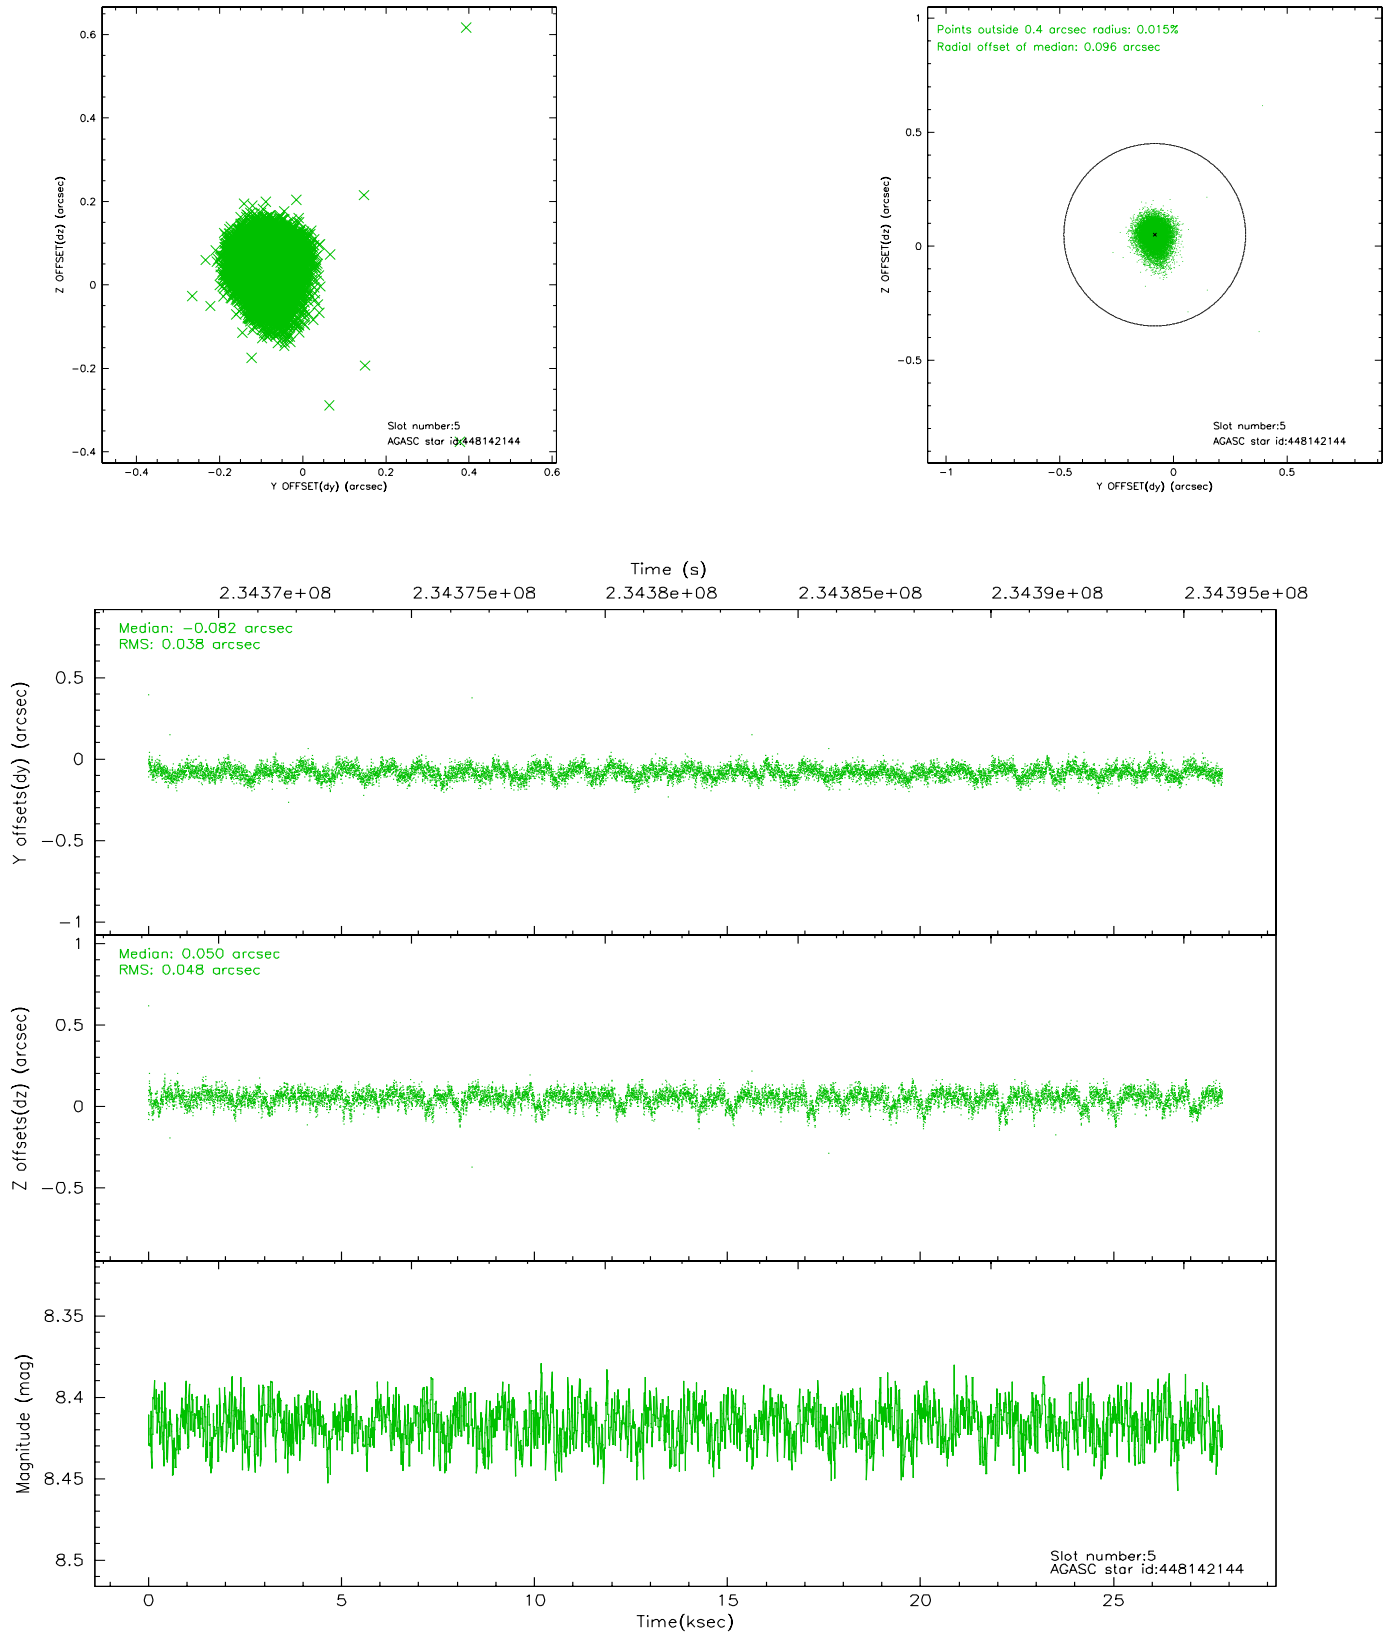 0.6
0.4
0.2
0
−0.2
−0.4
Z OFFSET(dz) (arcsec)
Slot number:5
AGASC star id:448142144
−0.4 −0.2 0 0.2 0.4 0.6
Y OFFSET(dy) (arcsec)
Points outside 0.4 arcsec radius: 0.015%
Radial offset of median: 0.096 arcsec
1
0.5
0
−0.5
Z OFFSET(dz) (arcsec)
Slot number:5
AGASC star id:448142144
−1 −0.5 0 0.5
Y OFFSET(dy) (arcsec)
Time (s)
2.3437e+08 2.34375e+08 2.3438e+08 2.34385e+08 2.3439e+08 2.34395e+08
Median: −0.082 arcsec
RMS: 0.038 arcsec
0.5
0
−0.5
−1
Y offsets(dy) (arcsec)
Median: 0.050 arcsec
RMS: 0.048 arcsec
1
0.5
0
−0.5
Z offsets(dz) (arcsec)
8.35
8.4
8.45
8.5
Magnitude (mag)
Slot number:5
AGASC star id:448142144
0 5 10 15 20 25
Time(ksec)